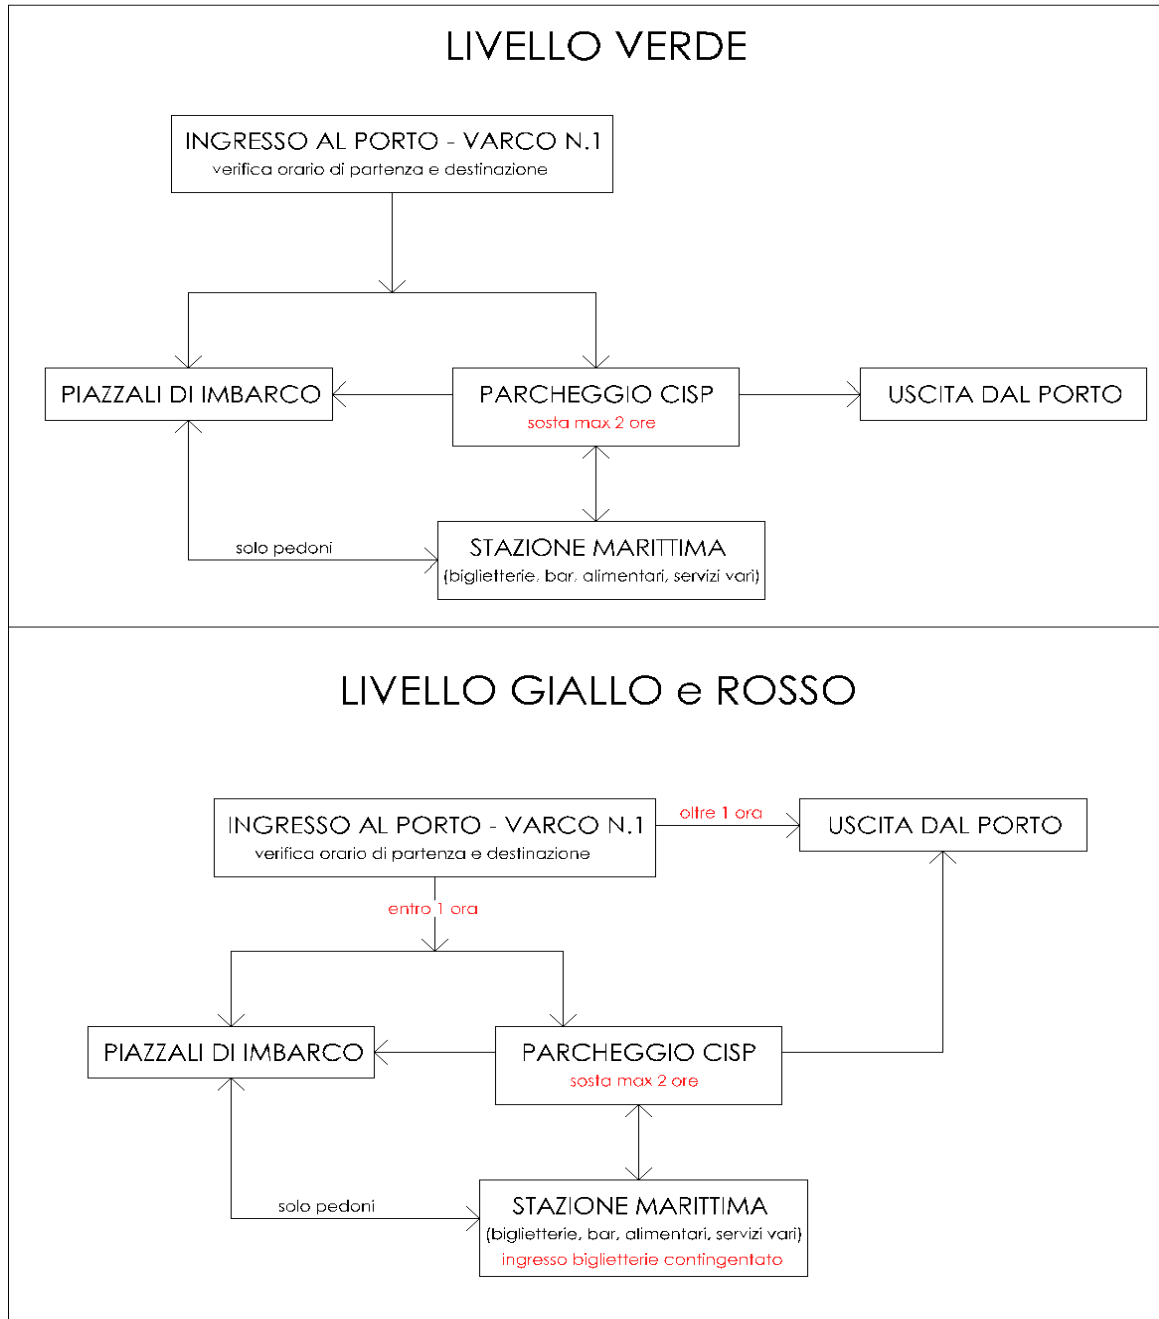 LIVELLO VERDE
INGRESSO AL PORTO - VARCO N.1
verifica orario di partenza e destinazione
PIAZZALI DI IMBARCO
PARCHEGGIO CISP
sosta max 2 ore
USCITA DAL PORTO
solo pedoni
STAZIONE MARITTIMA
(biglietterie, bar, alimentari, servizi vari)
LIVELLO GIALLO e ROSSO
INGRESSO AL PORTO - VARCO N.1
verifica orario di partenza e destinazione
oltre 1 ora
USCITA DAL PORTO
entro 1 ora
PIAZZALI DI IMBARCO
PARCHEGGIO CISP
sosta max 2 ore
solo pedoni
STAZIONE MARITTIMA
(biglietterie, bar, alimentari, servizi vari)
ingresso biglietterie contingentato